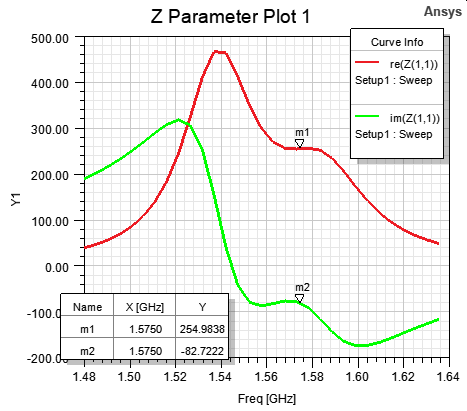 Z Parameter Plot 1
Ansys
Curve Info
re(Z(1,1))
Setup1 : Sweep
im(Z(1,1))
Setup1 : Sweep
500.00
400.00
300.00
200.00
100.00
0.00
-100.00
-200.00
Y1
m1
m2
Name X [GHz] Y
m1 1.5750 254.9838
m2 1.5750 -82.7222
1.48 1.50 1.52 1.54 1.56 1.58 1.60 1.62 1.64
Freq [GHz]